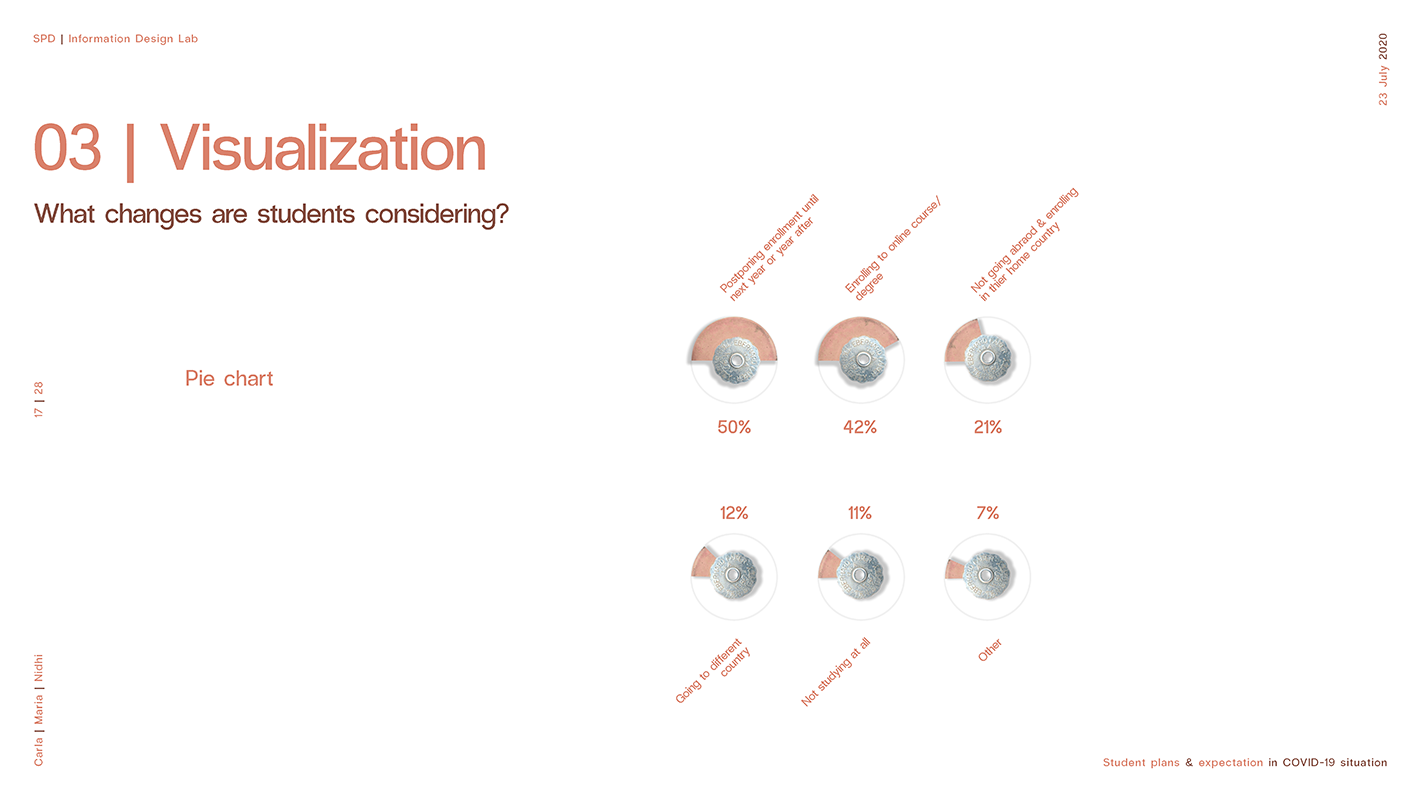 SPD | Information Design Lab
23 July 2020
03 | Visualization
What changes are students considering?
Postponing enrollment until
next year or year after
Enrolling to online course/
degree
Not going abraod & enrolling
in thier home country
Pie chart
17 | 28
50%
42%
21%
12%
11%
7%
Going to different
country
Not studying at all
Other
Carla | Maria | Nidhi
Student plans & expectation in COVID-19 situation